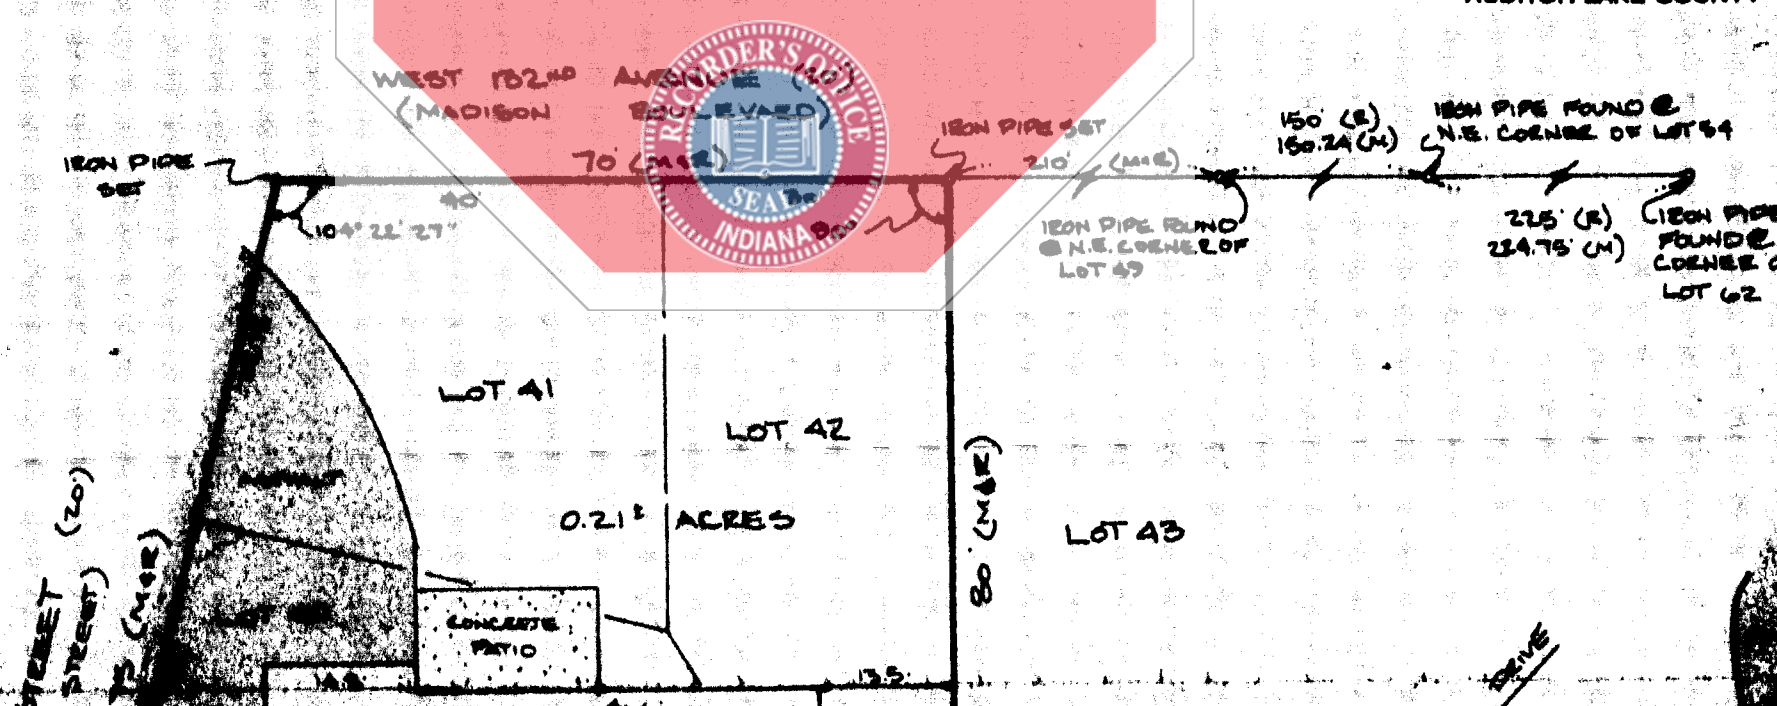 WEST 132ND AVENUE (20')
(MADISON BOULEVARD)
RECORDER'S OFFICE
SEAL
INDIANA
IRON PIPE
SET
70' (M&R)
40'
104° 22' 27"
IRON PIPE SET
210' (M&R)
150' (R)
150.24' (M)
IRON PIPE FOUND @
N.E. CORNER OF LOT 54
IRON PIPE FOUND
@ N.E. CORNER OF
LOT 49
225' (R)
224.75' (M)
IRON PIPE
FOUND @
CORNER
LOT 62
LOT 41
LOT 42
0.21± ACRES
LOT 43
80' (M&R)
(20')
STREET
STREET)
(M&R)
ASPHALT
LOT
CONCRETE
PATIO
13.5'
DRIVE